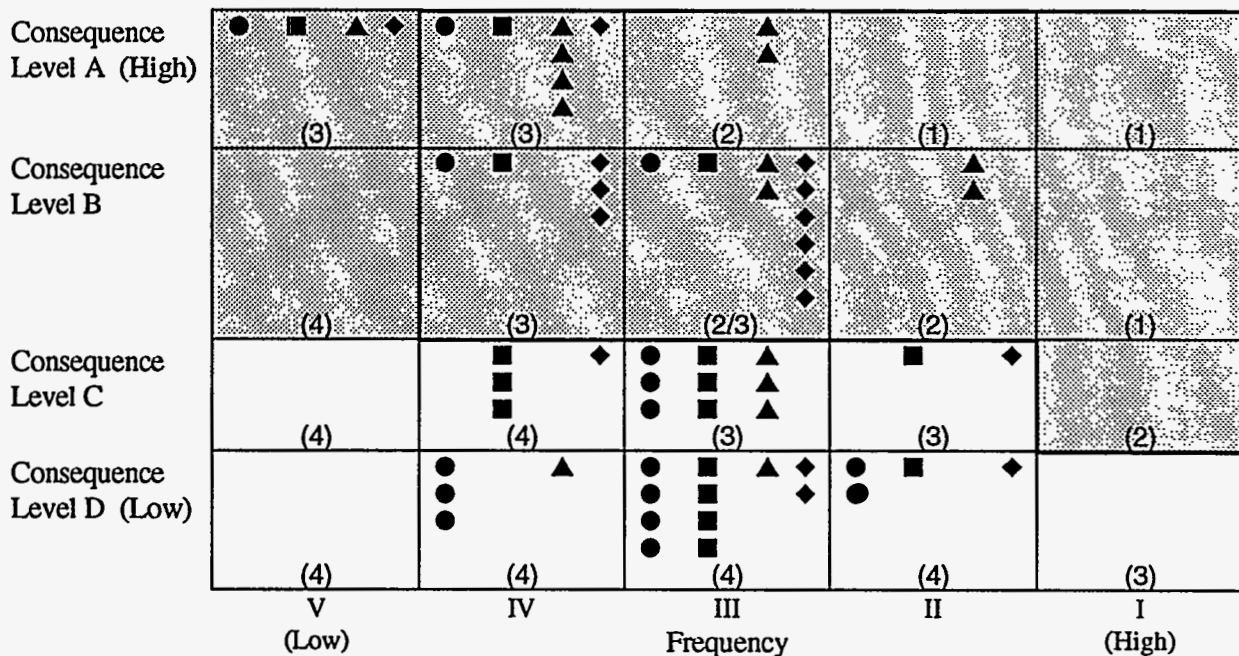 Consequence
Level A (High)
(3) (3) (2) (1) (1)
Consequence
Level B
(4) (3) (2/3) (2) (1)
Consequence
Level C
(4) (4) (3) (3) (2)
Consequence
Level D (Low)
(4) (4) (4) (4) (3)
V IV III II I
(Low) Frequency (High)